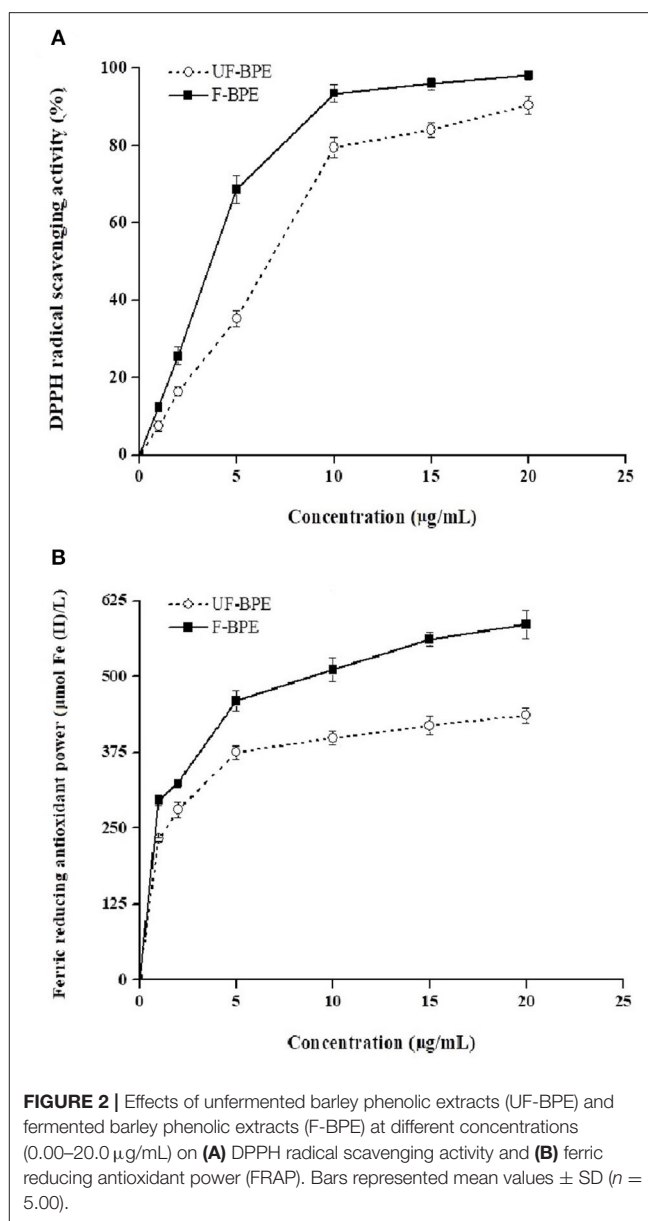 A
UF-BPE
F-BPE
100
80
60
40
20
0
DPPH radical scavenging activity (%)
0 5 10 15 20 25
Concentration (µg/mL)
B
UF-BPE
F-BPE
625
500
375
250
125
0
Ferric reducing antioxidant power (µmol Fe (II)/L)
0 5 10 15 20 25
Concentration (µg/mL)
FIGURE 2 | Effects of unfermented barley phenolic extracts (UF-BPE) and
fermented barley phenolic extracts (F-BPE) at different concentrations
(0.00–20.0 µg/mL) on (A) DPPH radical scavenging activity and (B) ferric
reducing antioxidant power (FRAP). Bars represented mean values ± SD (n =
5.00).